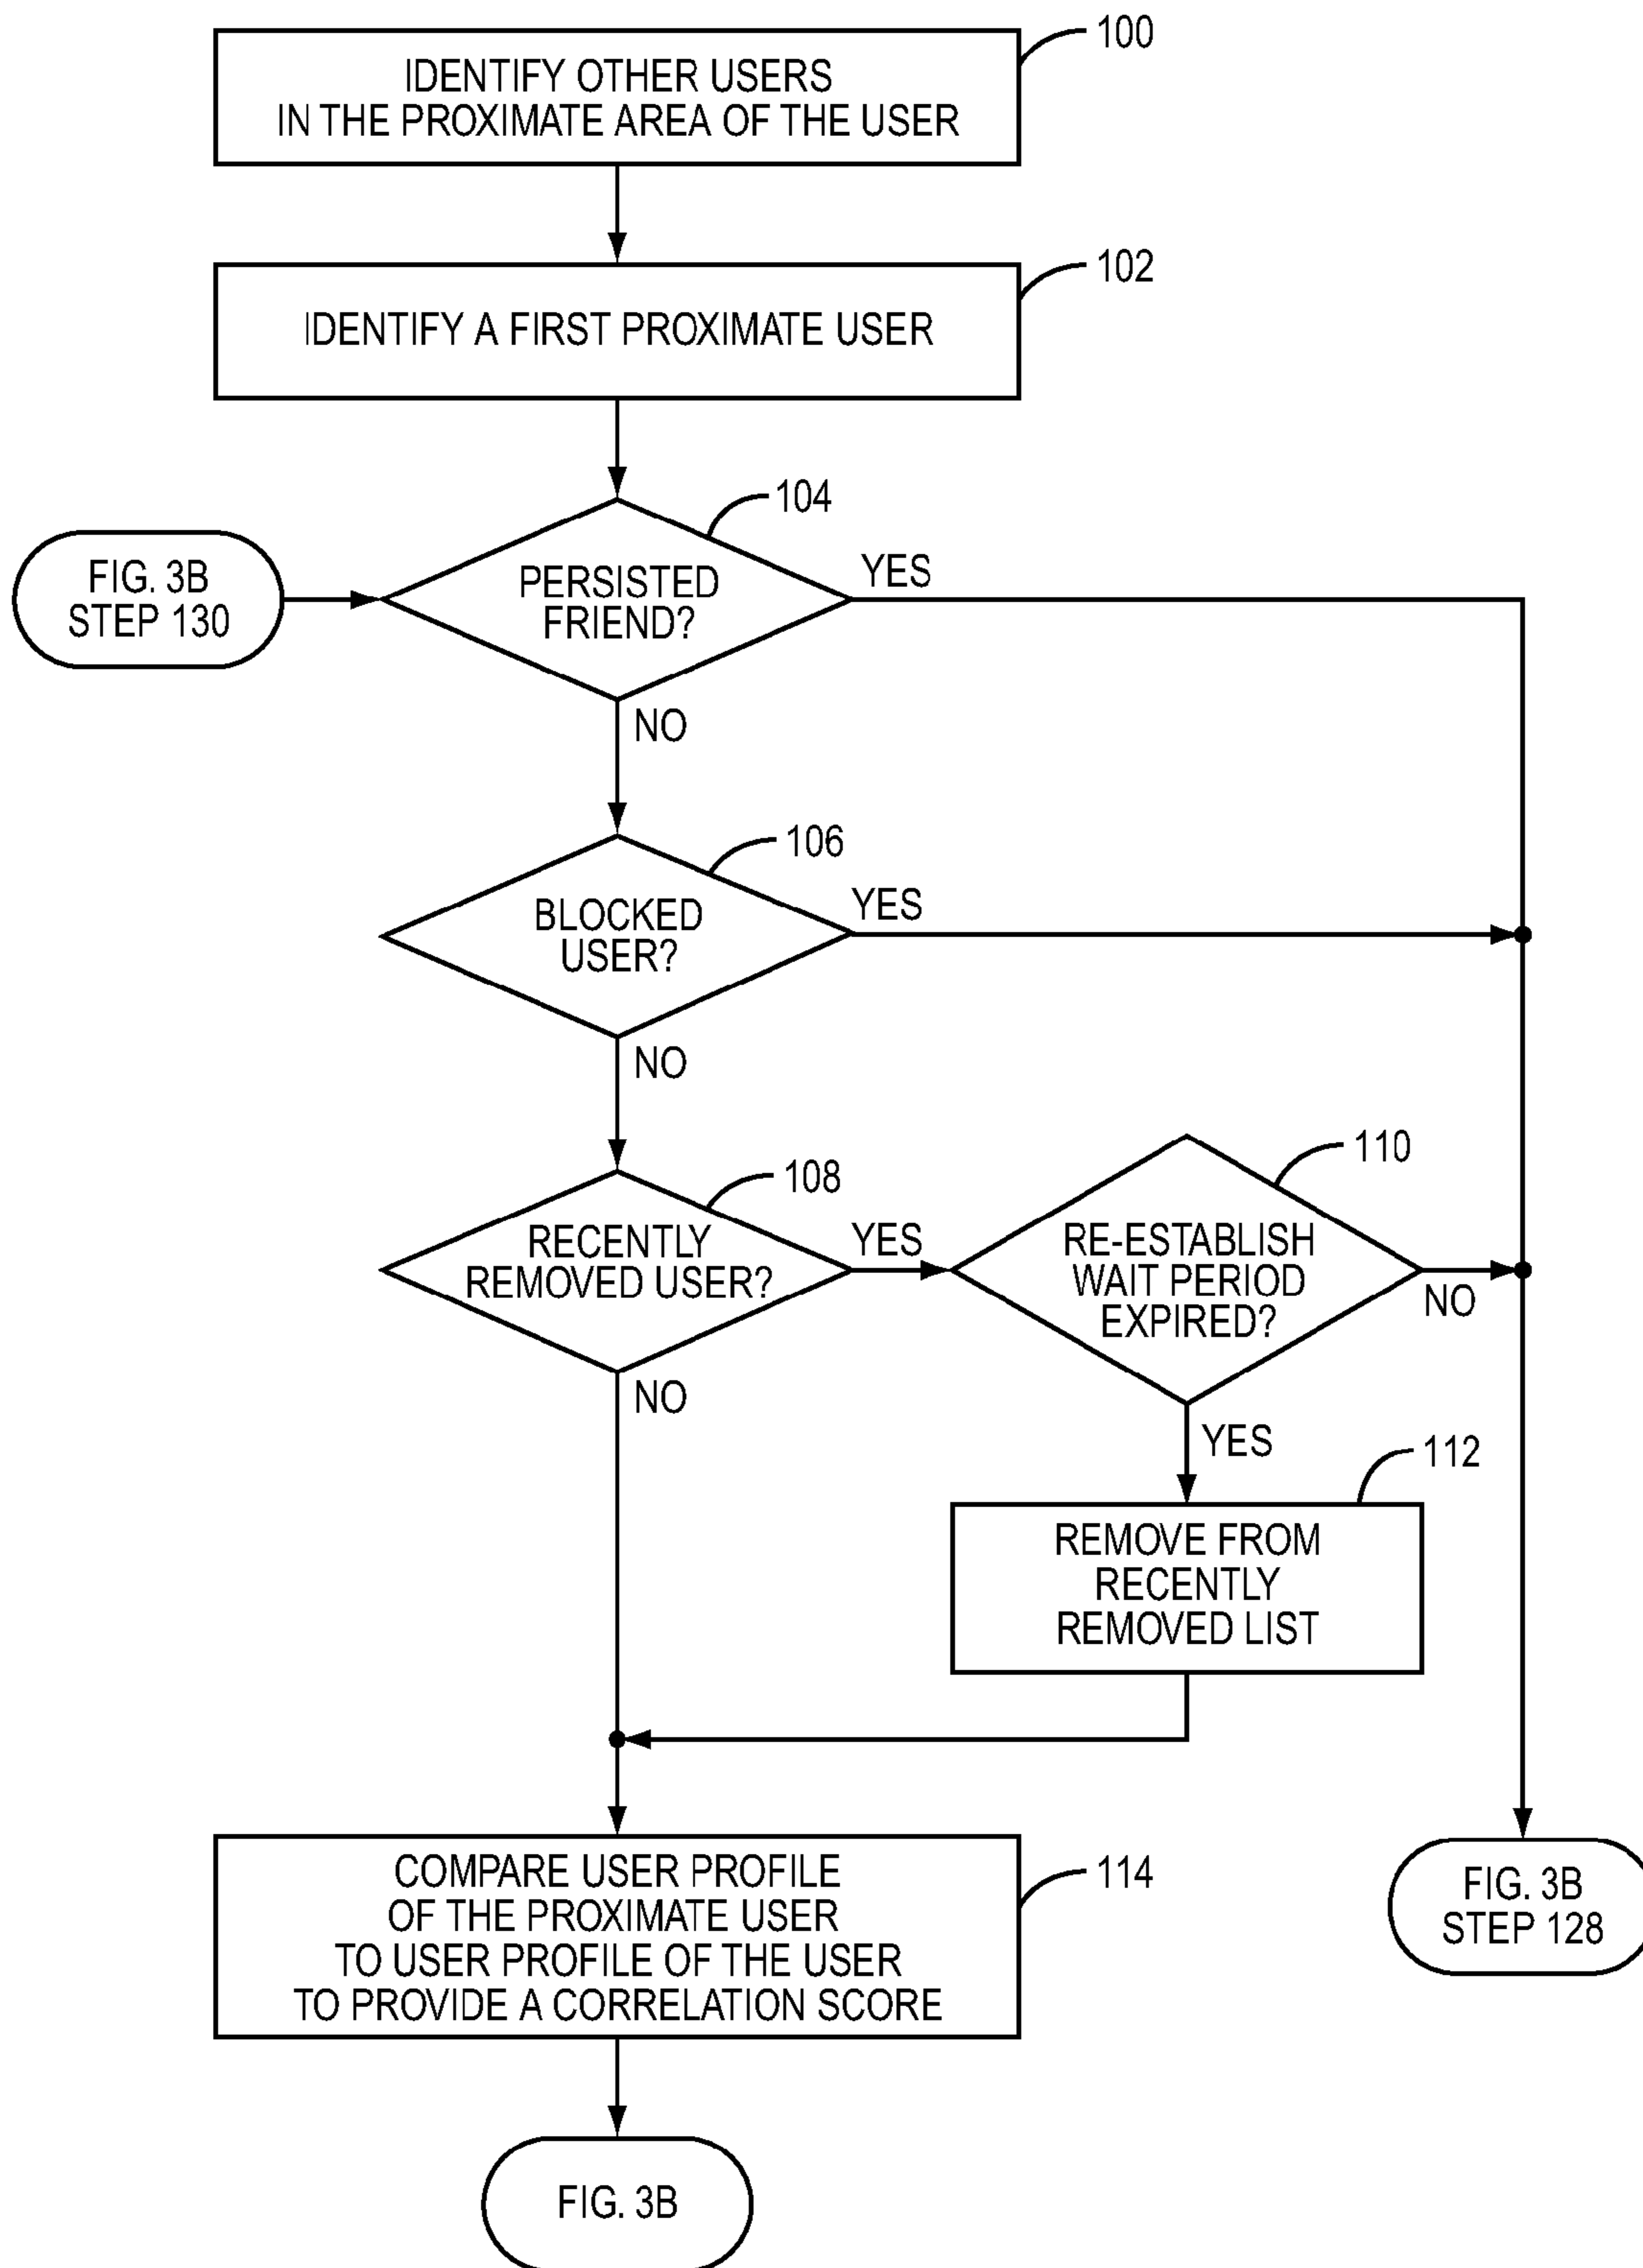 100
IDENTIFY OTHER USERS
IN THE PROXIMATE AREA OF THE USER
102
IDENTIFY A FIRST PROXIMATE USER
104
FIG. 3B
STEP 130
PERSISTED
FRIEND?
YES
NO
106
BLOCKED
USER?
YES
NO
108
RECENTLY
REMOVED USER?
YES
NO
110
RE-ESTABLISH
WAIT PERIOD
EXPIRED?
NO
YES
112
REMOVE FROM
RECENTLY
REMOVED LIST
114
COMPARE USER PROFILE
OF THE PROXIMATE USER
TO USER PROFILE OF THE USER
TO PROVIDE A CORRELATION SCORE
FIG. 3B
STEP 128
FIG. 3B